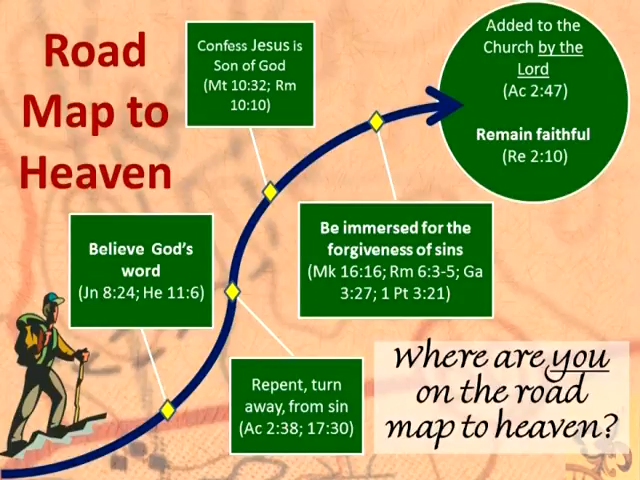 Road
Map to
Heaven
Confess Jesus is
Son of God
(Mt 10:32; Rm
10:10)
Added to the
Church by the
Lord
(Ac 2:47)
Remain faithful
(Re 2:10)
Believe God's
word
(Jn 8:24; He 11:6)
Be immersed for the
forgiveness of sins
(Mk 16:16; Rm 6:3-5; Ga
3:27; 1 Pt 3:21)
Repent, turn
away, from sin
(Ac 2:38; 17:30)
Where are you
on the road
map to heaven?